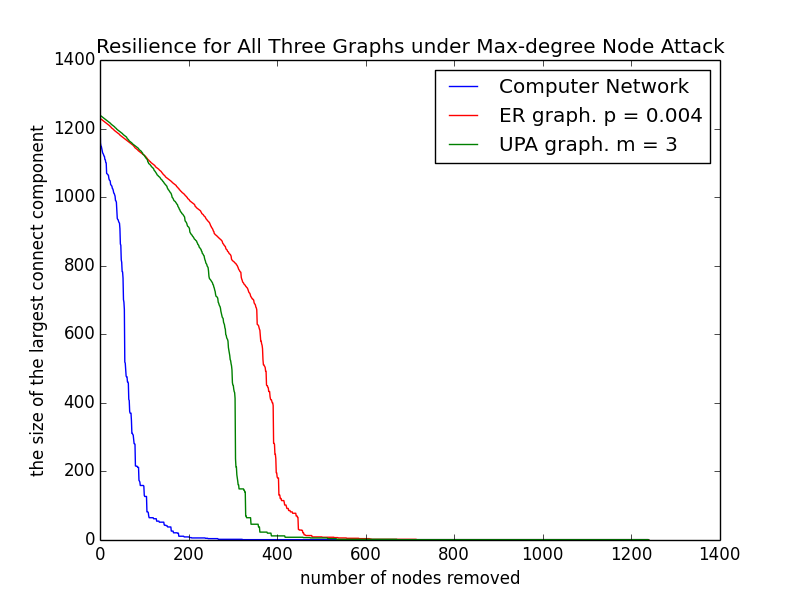 Resilience for All Three Graphs under Max-degree Node Attack
1400
1200
1000
800
600
400
200
0
the size of the largest connect component
Computer Network
ER graph. p = 0.004
UPA graph. m = 3
0 200 400 600 800 1000 1200 1400
number of nodes removed